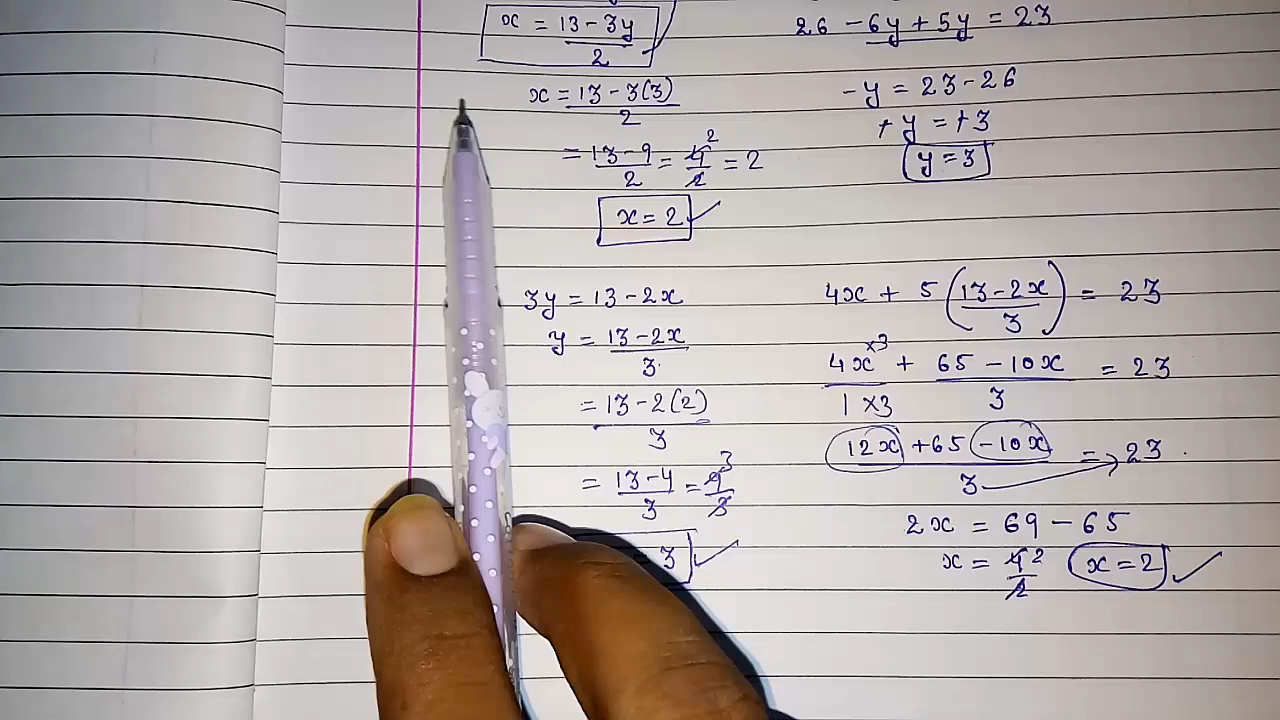 x = 13 - 3y / 2
x = 13 - 3(3) / 2
= 13 - 9 / 2 = 4 2 / 2 = 2
x = 2
3y = 13 - 2x
y = 13 - 2x / 3
= 13 - 2(2) / 3
= 13 - 4 / 3 = 9 3 / 3
3
26 - 6y + 5y = 23
-y = 23 - 26
+y = +3
y = 3
4x + 5 (13 - 2x / 3) = 23
4x ×3 / 1 ×3 + 65 - 10x / 3 = 23
12x + 65 - 10x / 3 = 23
2x = 69 - 65
x = 4 2 / 2 x = 2